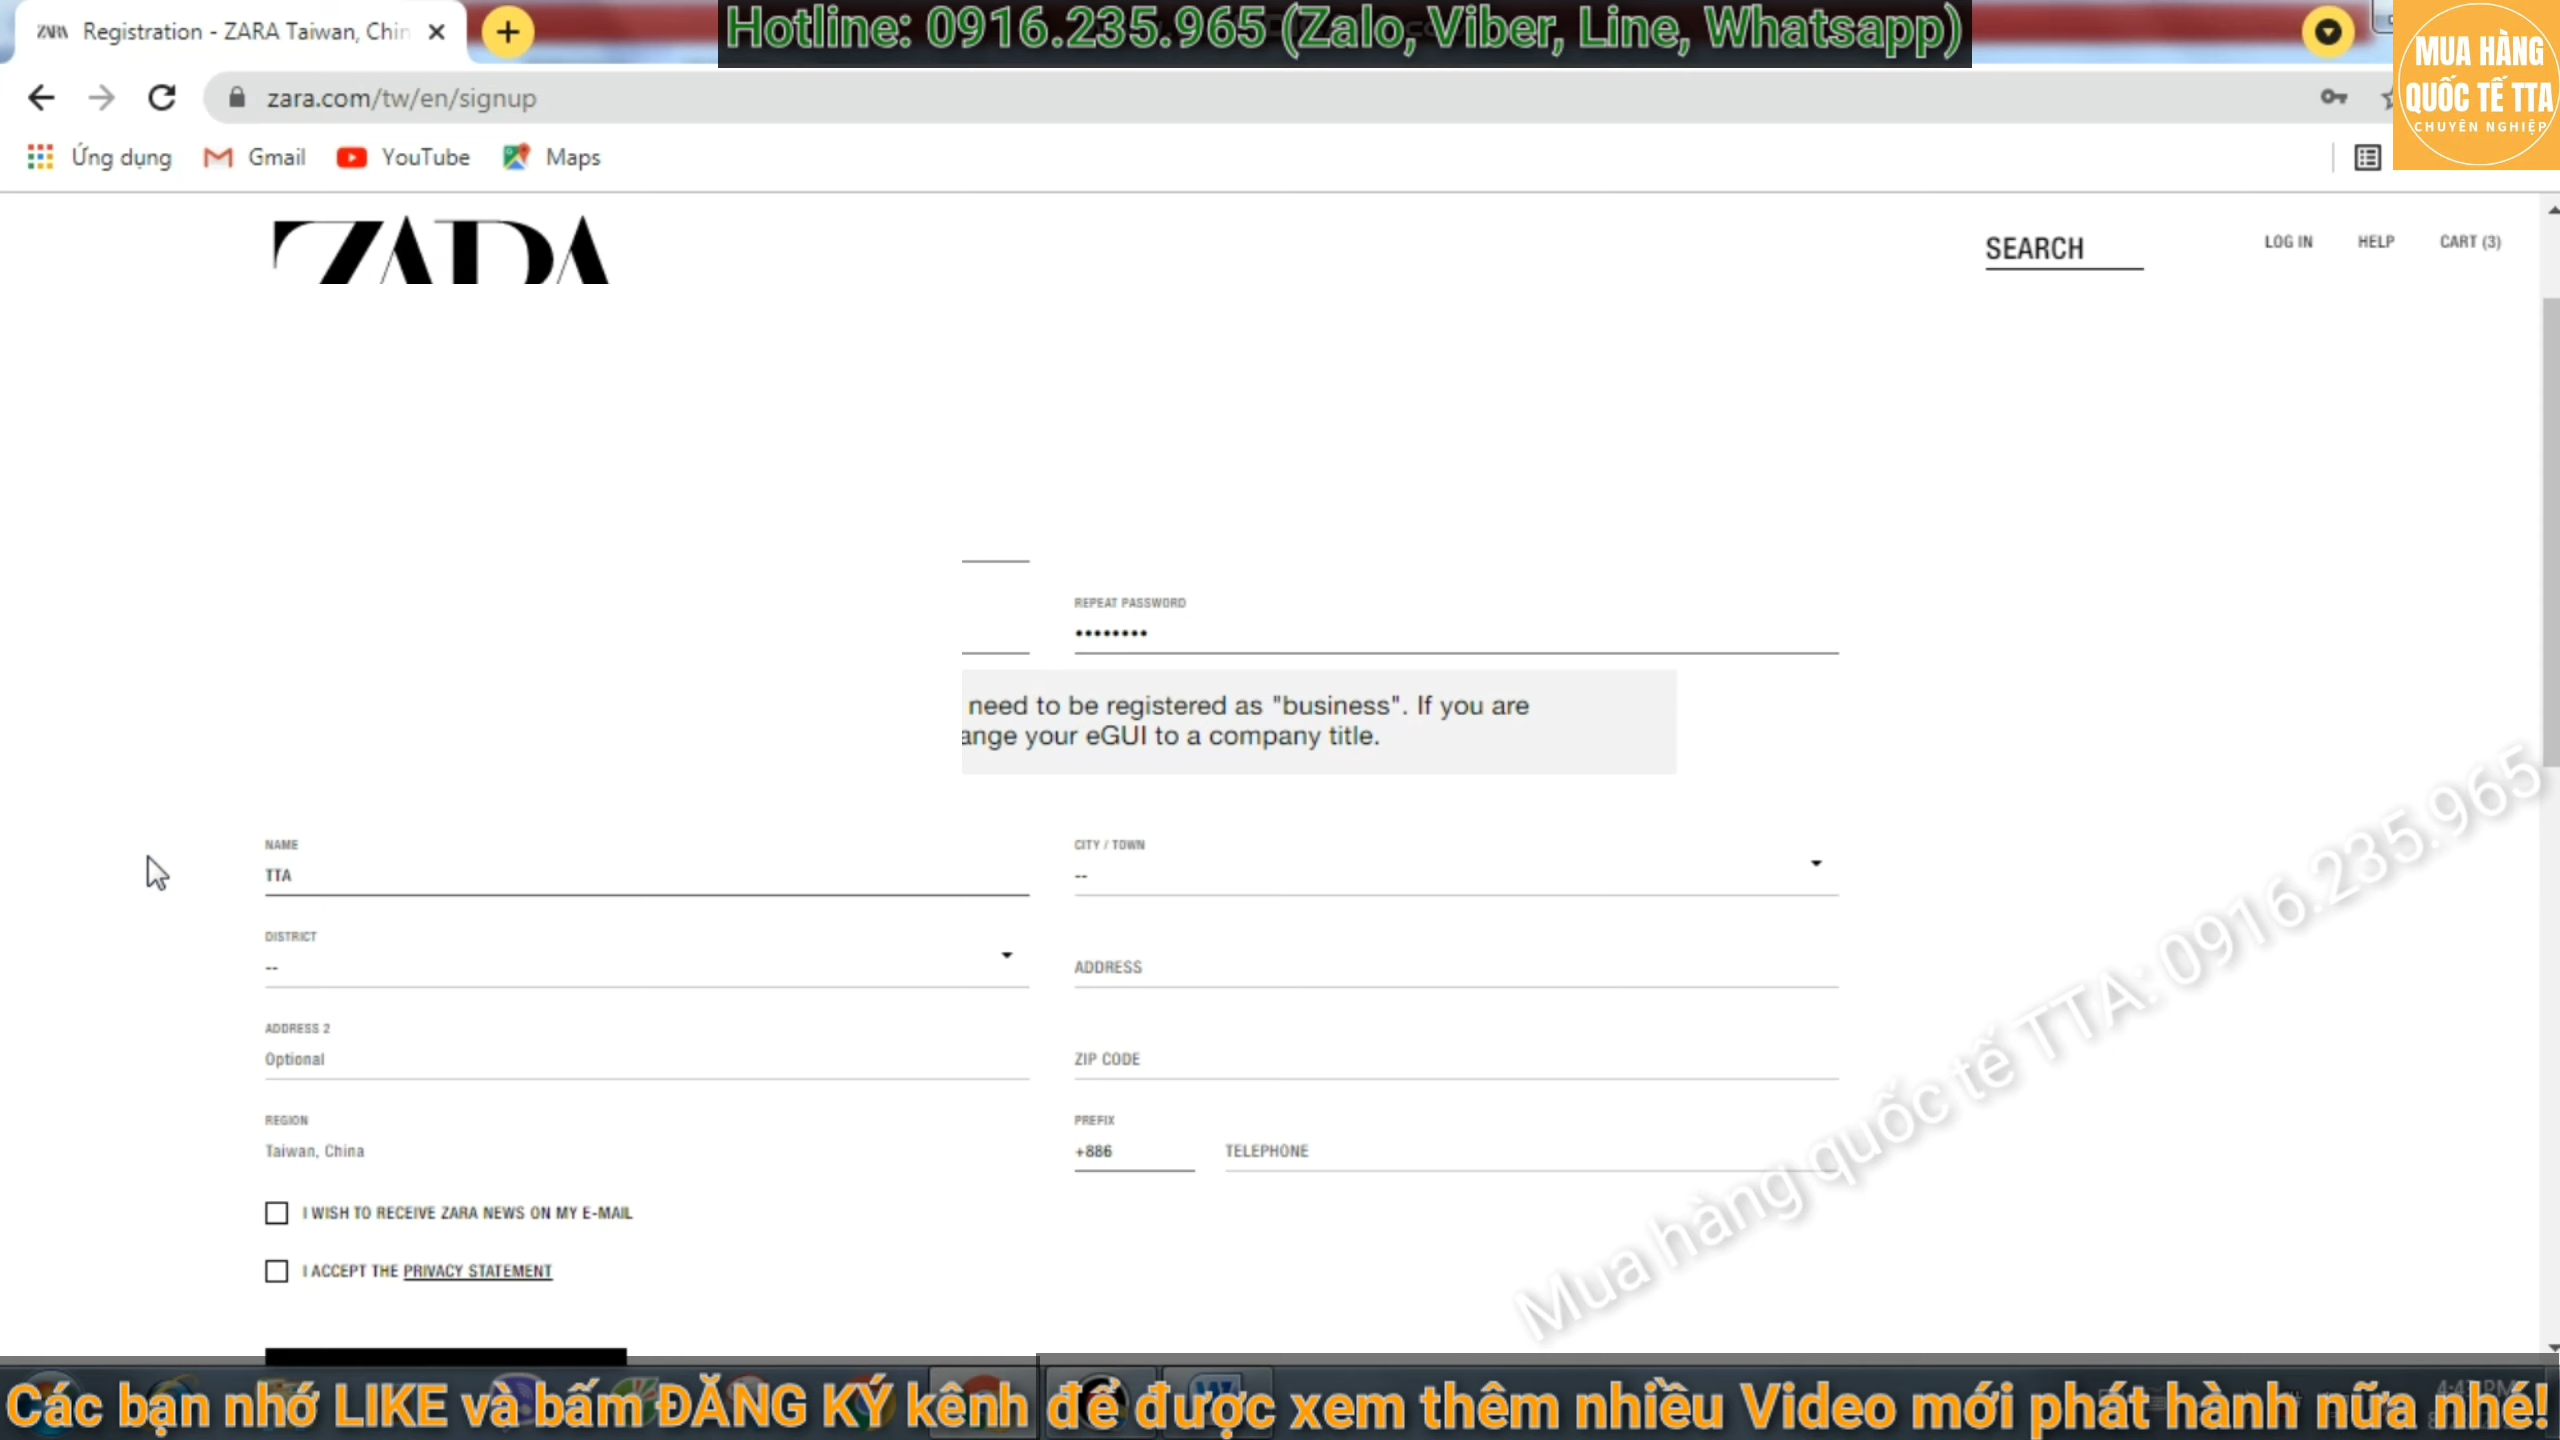 ZARA Registration - ZARA Taiwan, Chin
Hotline: 0916.235.965 (Zalo, Viber, Line, Whatsapp)
MUA HÀNG
QUỐC TẾ TTA
CHUYÊN NGHIỆP
zara.com/tw/en/signup
Ứng dụng Gmail YouTube Maps
ZARA
SEARCH
LOG IN HELP CART (3)
REPEAT PASSWORD
••••••••
need to be registered as "business". If you are
ange your eGUI to a company title.
NAME
TTA
CITY / TOWN
--
DISTRICT
--
ADDRESS
ADDRESS 2
Optional
ZIP CODE
REGION
Taiwan, China
PREFIX
+886
TELEPHONE
I WISH TO RECEIVE ZARA NEWS ON MY E-MAIL
I ACCEPT THE PRIVACY STATEMENT
Mua hàng quốc tế TTA: 0916.235.965
Các bạn nhớ LIKE và bấm ĐĂNG KÝ kênh để được xem thêm nhiều Video mới phát hành nữa nhé!